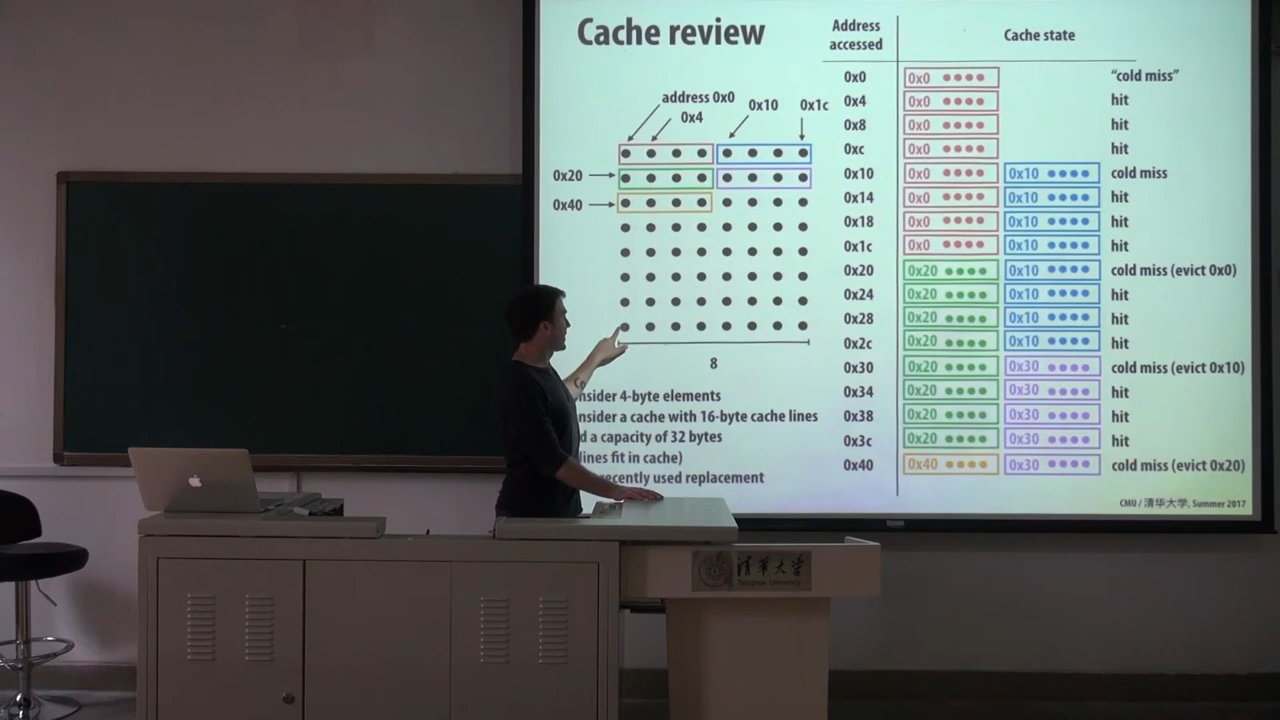 Cache review
Address accessed
Cache state
0x0 0x0 "cold miss"
0x4 0x0 hit
0x8 0x0 hit
0xc 0x0 hit
0x10 0x0 0x10 cold miss
0x14 0x0 0x10 hit
0x18 0x0 0x10 hit
0x1c 0x0 0x10 hit
0x20 0x20 0x10 cold miss (evict 0x0)
0x24 0x20 0x10 hit
0x28 0x20 0x10 hit
0x2c 0x20 0x10 hit
0x30 0x20 0x30 cold miss (evict 0x10)
0x34 0x20 0x30 hit
0x38 0x20 0x30 hit
0x3c 0x20 0x30 hit
0x40 0x40 0x30 cold miss (evict 0x20)
address 0x0
0x4
0x10
0x1c
0x20
0x40
8
nsider 4-byte elements
nsider a cache with 16-byte cache lines
d a capacity of 32 bytes
lines fit in cache)
recently used replacement
CMU / 清华大学, Summer 2017
清华大学
Tsinghua University